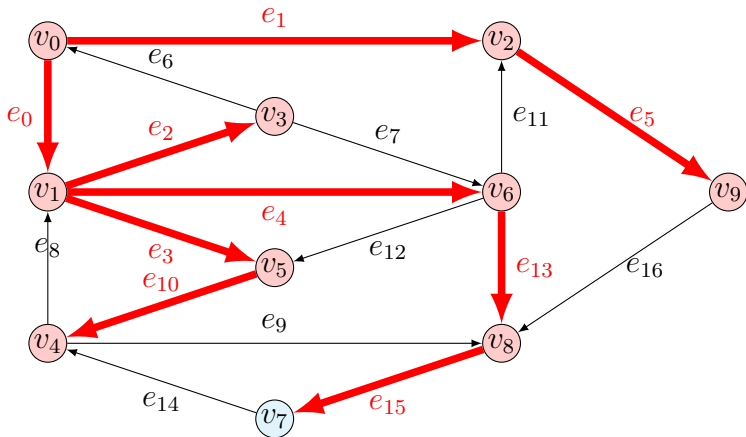 e₁
v₀ v₂
e₆
e₀ e₂ v₃ e₇ e₁₁ e₅
v₁ v₆ v₉
e₄
e₈ e₃ e₁₂
e₁₀ v₅ e₁₃ e₁₆
e₉
v₄ v₈
e₁₄ e₁₅
v₇